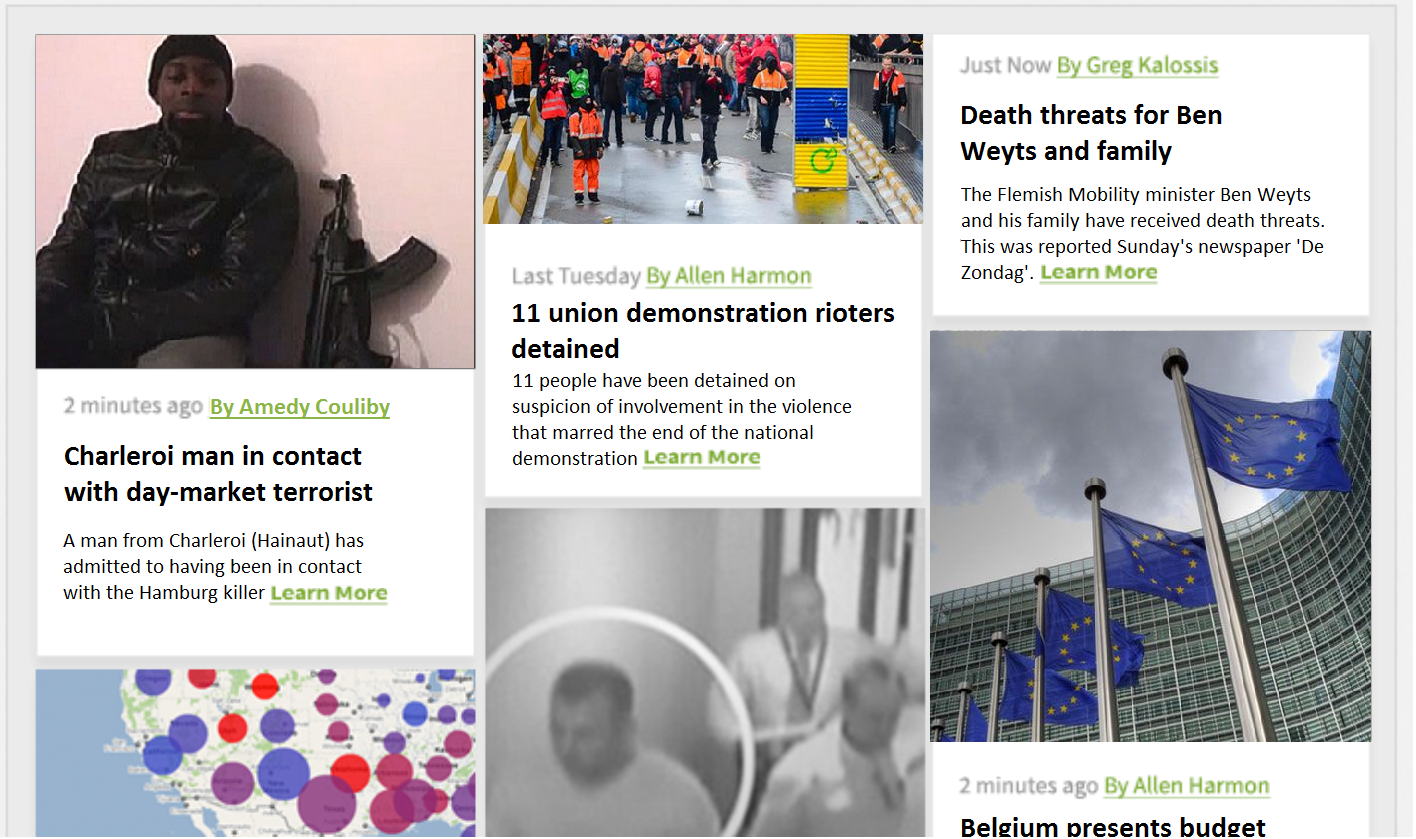 2 minutes ago By Amedy Couliby
Charleroi man in contact
with day-market terrorist
A man from Charleroi (Hainaut) has
admitted to having been in contact
with the Hamburg killer Learn More
Last Tuesday By Allen Harmon
11 union demonstration rioters
detained
11 people have been detained on
suspicion of involvement in the violence
that marred the end of the national
demonstration Learn More
Just Now By Greg Kalossis
Death threats for Ben
Weyts and family
The Flemish Mobility minister Ben Weyts
and his family have received death threats.
This was reported Sunday's newspaper 'De
Zondag'. Learn More
2 minutes ago By Allen Harmon
Belgium presents budget